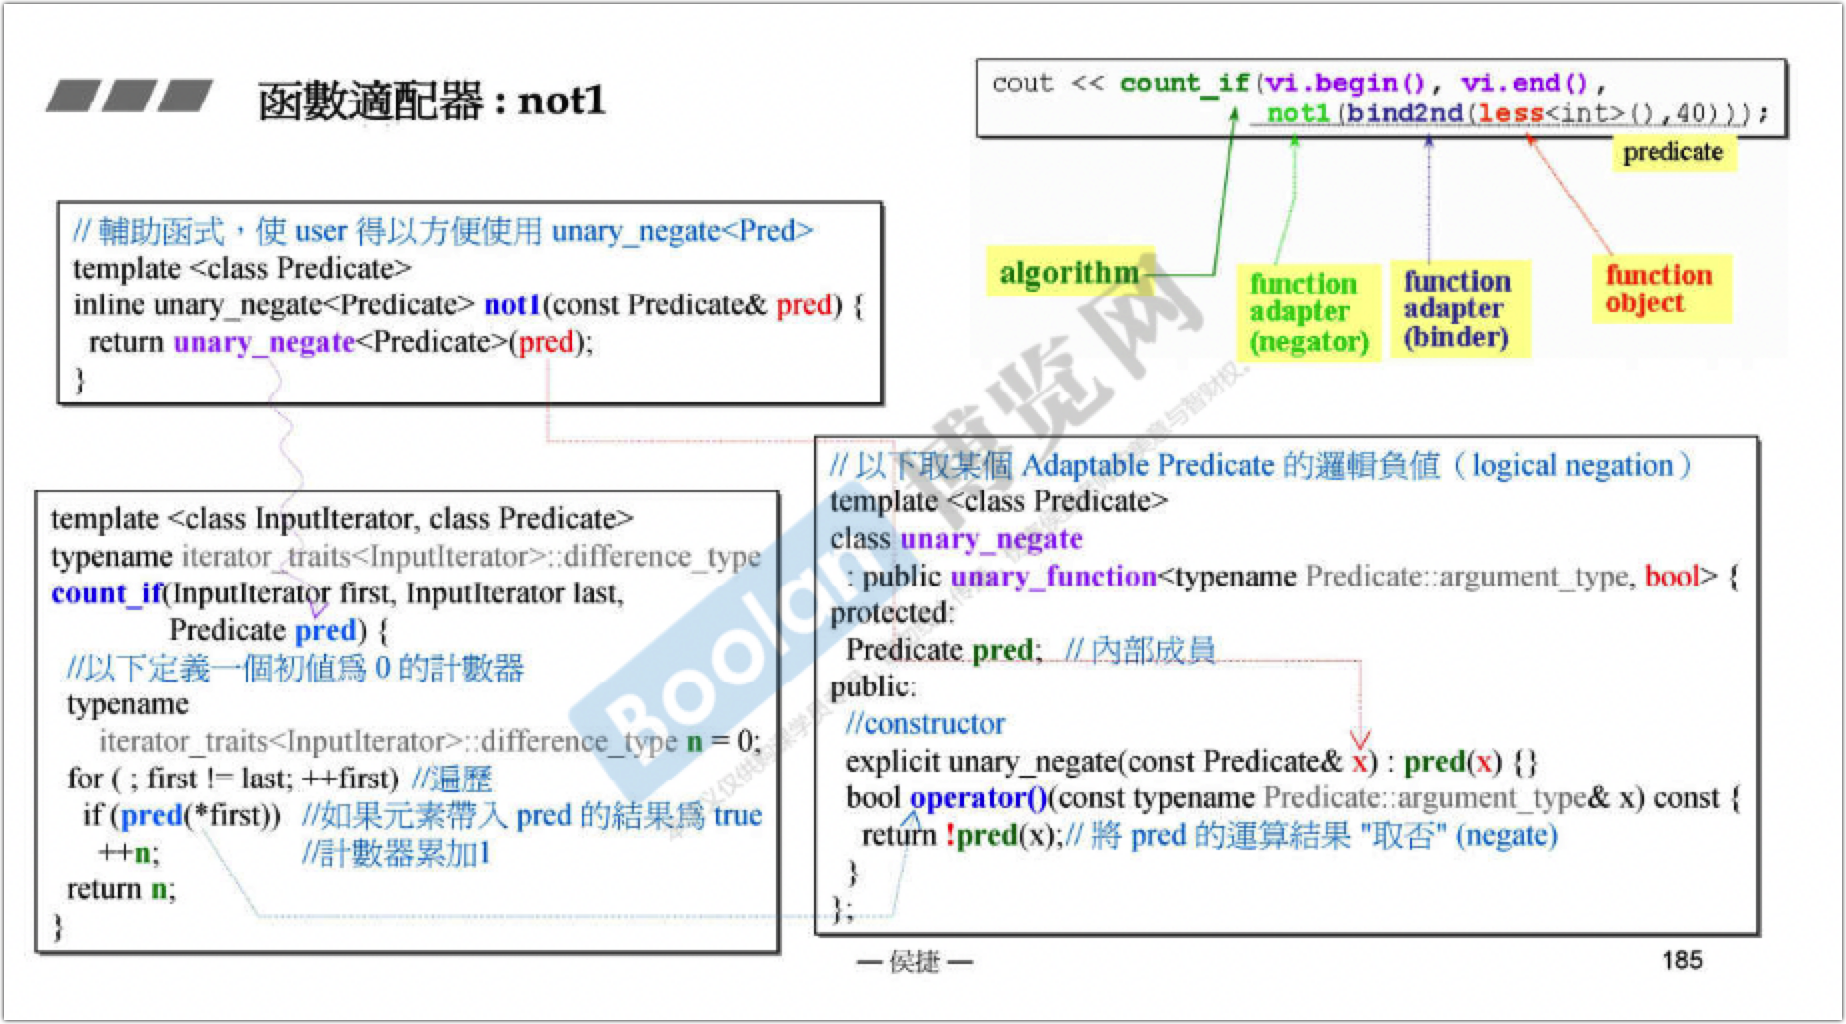 函數適配器 : not1
cout << count_if(vi.begin(), vi.end(),
not1(bind2nd(less<int>(),40)));
predicate
algorithm
function
adapter
(negator)
function
adapter
(binder)
function
object
// 輔助函式，使 user 得以方便使用 unary_negate<Pred>
template <class Predicate>
inline unary_negate<Predicate> not1(const Predicate& pred) {
return unary_negate<Predicate>(pred);
}
template <class InputIterator, class Predicate>
typename iterator_traits<InputIterator>::difference_type
count_if(InputIterator first, InputIterator last,
Predicate pred) {
//以下定義一個初值爲 0 的計數器
typename
iterator_traits<InputIterator>::difference_type n = 0;
for ( ; first != last; ++first) //遍歷
if (pred(*first)) //如果元素帶入 pred 的結果爲 true
++n; //計數器累加1
return n;
}
// 以下取某個 Adaptable Predicate 的邏輯負值（logical negation）
template <class Predicate>
class unary_negate
: public unary_function<typename Predicate::argument_type, bool> {
protected:
Predicate pred; // 內部成員
public:
//constructor
explicit unary_negate(const Predicate& x) : pred(x) {}
bool operator()(const typename Predicate::argument_type& x) const {
return !pred(x);// 將 pred 的運算結果 "取否" (negate)
}
};
Boolan
博览网
— 侯捷 —
185